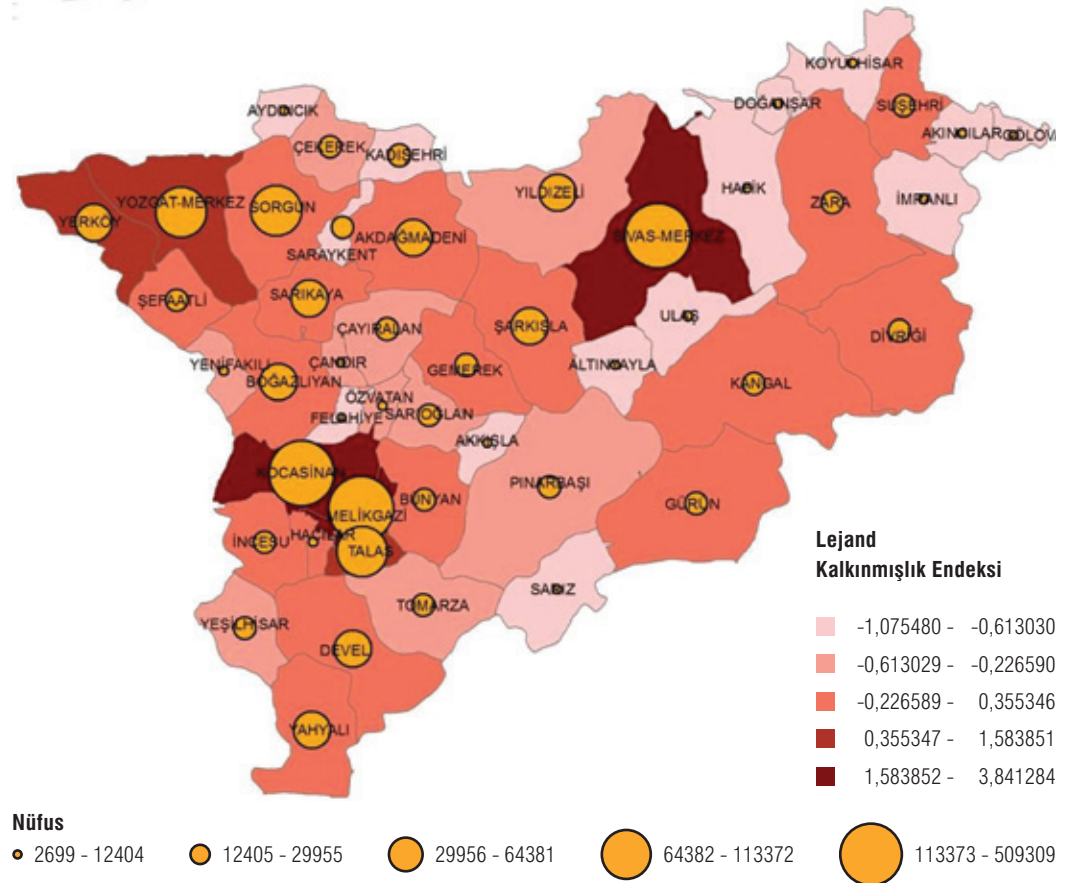 KOYULHİSAR
AYDINCIK
DOĞANŞAR
SUŞEHRİ
ÇEKEREK
KADIŞEHRİ
AKINCILAR
GÖLOVA
YOZGAT-MERKEZ
SORGUN
YILDIZELİ
HAFİK
ZARA
İMRANLI
YERKÖY
AKDAĞMADENİ
SİVAS-MERKEZ
SARAYKENT
ŞEFAATLİ
SARIKAYA
ULAŞ
ÇAYIRALAN
ŞARKIŞLA
DİVRİĞİ
YENİFAKILI
ÇANDIR
BOĞAZLIYAN
GEMEREK
ALTINYAYLA
KANGAL
ÖZVATAN
FELAHİYE
SARIOĞLAN
AKKIŞLA
KOCASİNAN
PINARBAŞI
MELİKGAZİ
BÜNYAN
GÜRÜN
İNCESU
HACILAR
TALAS
SARIZ
YEŞİLHİSAR
TOMARZA
DEVELİ
YAHYALI
Lejand
Kalkınmışlık Endeksi
-1,075480 - -0,613030
-0,613029 - -0,226590
-0,226589 - 0,355346
0,355347 - 1,583851
1,583852 - 3,841284
Nüfus
2699 - 12404
12405 - 29955
29956 - 64381
64382 - 113372
113373 - 509309